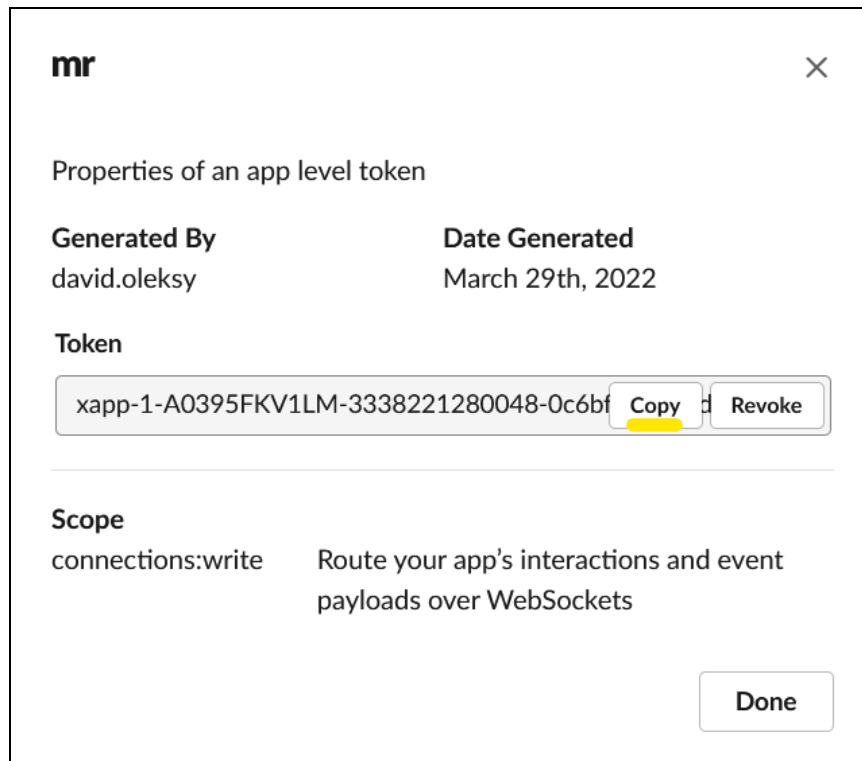 mr
Properties of an app level token
Generated By Date Generated
david.oleksy March 29th, 2022
Token
xapp-1-A0395FKV1LM-3338221280048-0c6bf Copy d Revoke
Scope
connections:write Route your app's interactions and event
payloads over WebSockets
Done